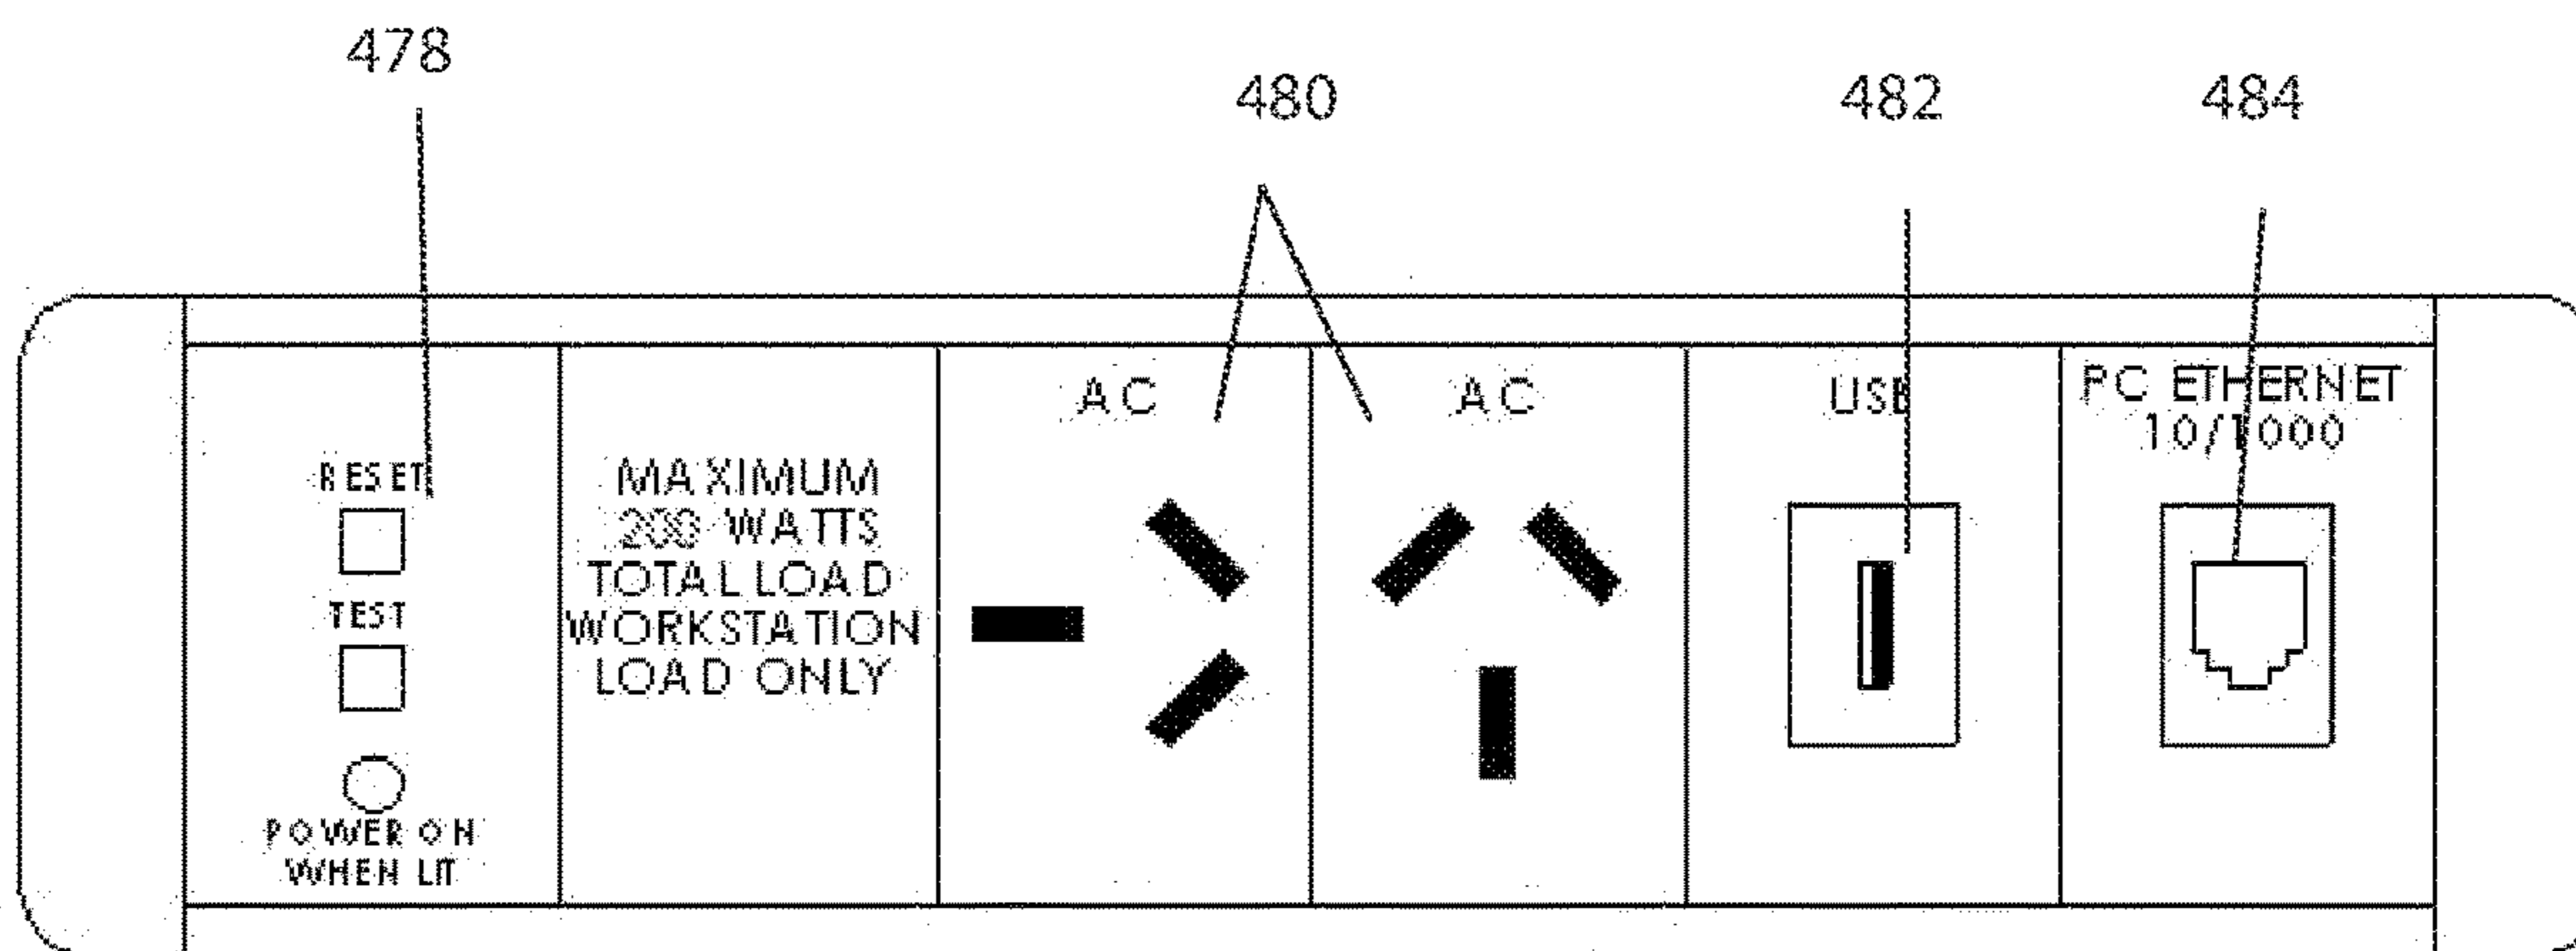 478
480
482
484
RESET
TEST
POWER ON
WHEN LIT
MAXIMUM
200 WATTS
TOTAL LOAD
WORKSTATION
LOAD ONLY
AC
AC
USB
PC ETHERNET
10/1000